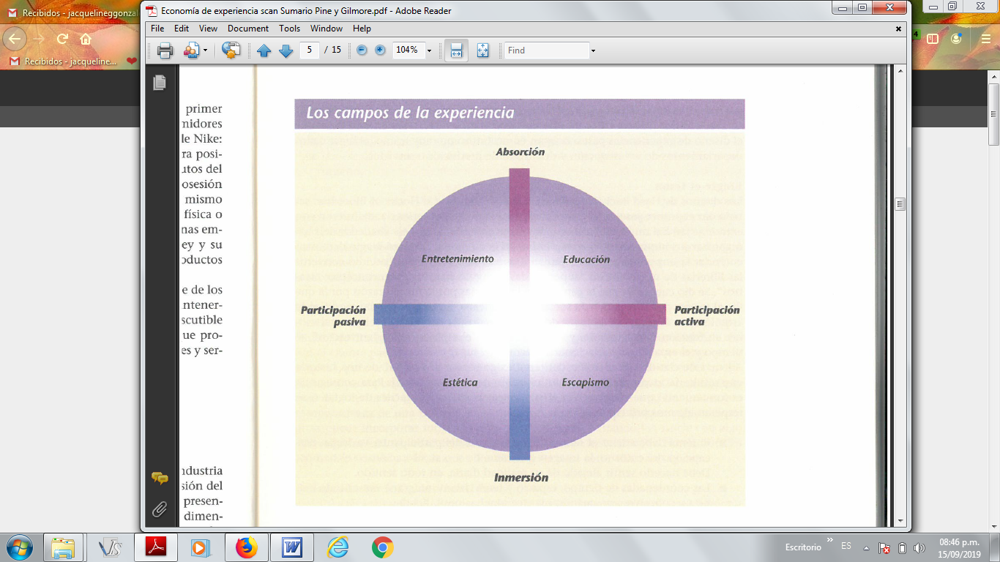 Recibidos - jacquelineggonzal
Economía de experiencia scan Sumario Pine y Gilmore.pdf - Adobe Reader
File Edit View Document Tools Window Help
5 / 15 104% Find
Recibidos - jacqueline...
4
primer
nidores
le Nike:
ra posi-
utos del
osesión
mismo
física o
nas em-
ey y su
oductos
e de los
ntener-
scutible
ue pro-
es y ser-
ndustria
sión del
presen-
dimen-
Los campos de la experiencia
Absorción
Entretenimiento
Educación
Participación
pasiva
Participación
activa
Estética
Escapismo
Inmersión
Escritorio
ES
08:46 p.m.
15/09/2019